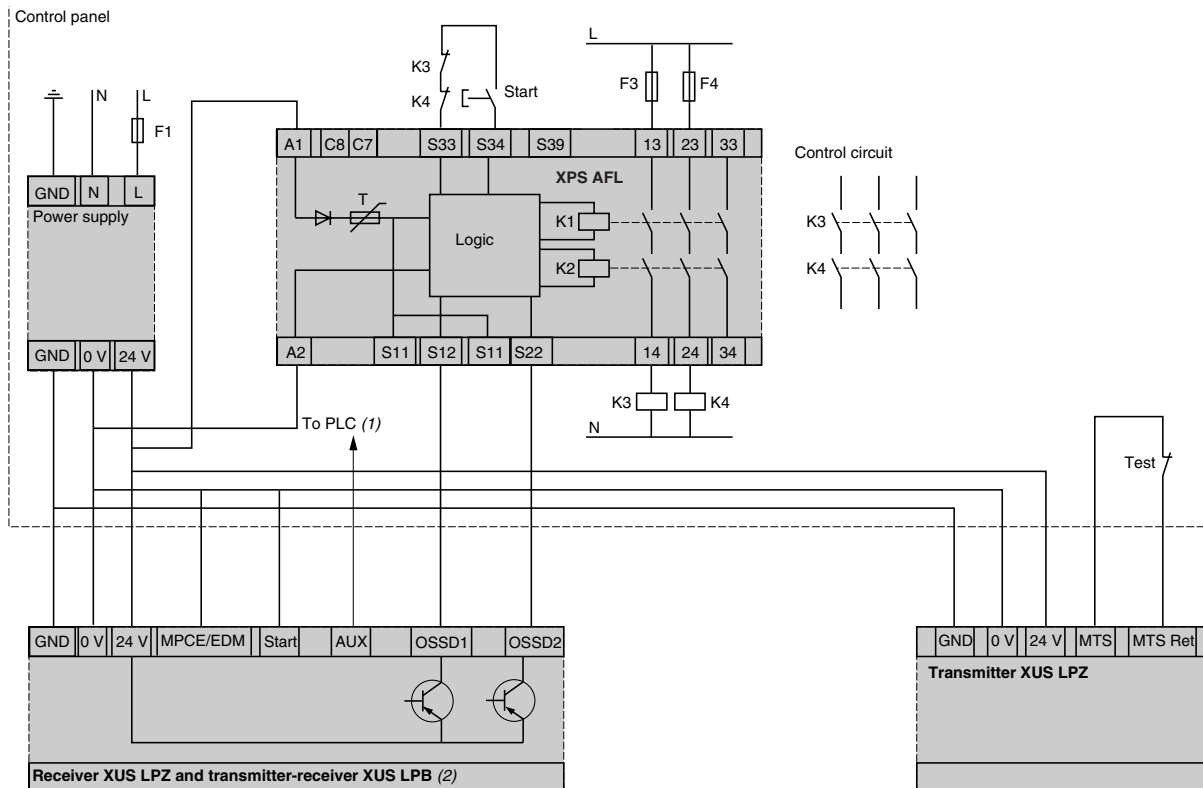 Control panel
N
L
F1
GND N L
Power supply
GND 0 V 24 V
K3
K4
Start
L
F3
F4
A1 C8 C7 S33 S34 S39 13 23 33
XPS AFL
T
Logic
K1
K2
A2 S11 S12 S11 S22 14 24 34
K3
K4
N
Control circuit
K3
K4
To PLC (1)
Test
GND 0 V 24 V MPCE/EDM Start AUX OSSD1 OSSD2
Receiver XUS LPZ and transmitter-receiver XUS LPB (2)
GND 0 V 24 V MTS MTS Ret
Transmitter XUS LPZ